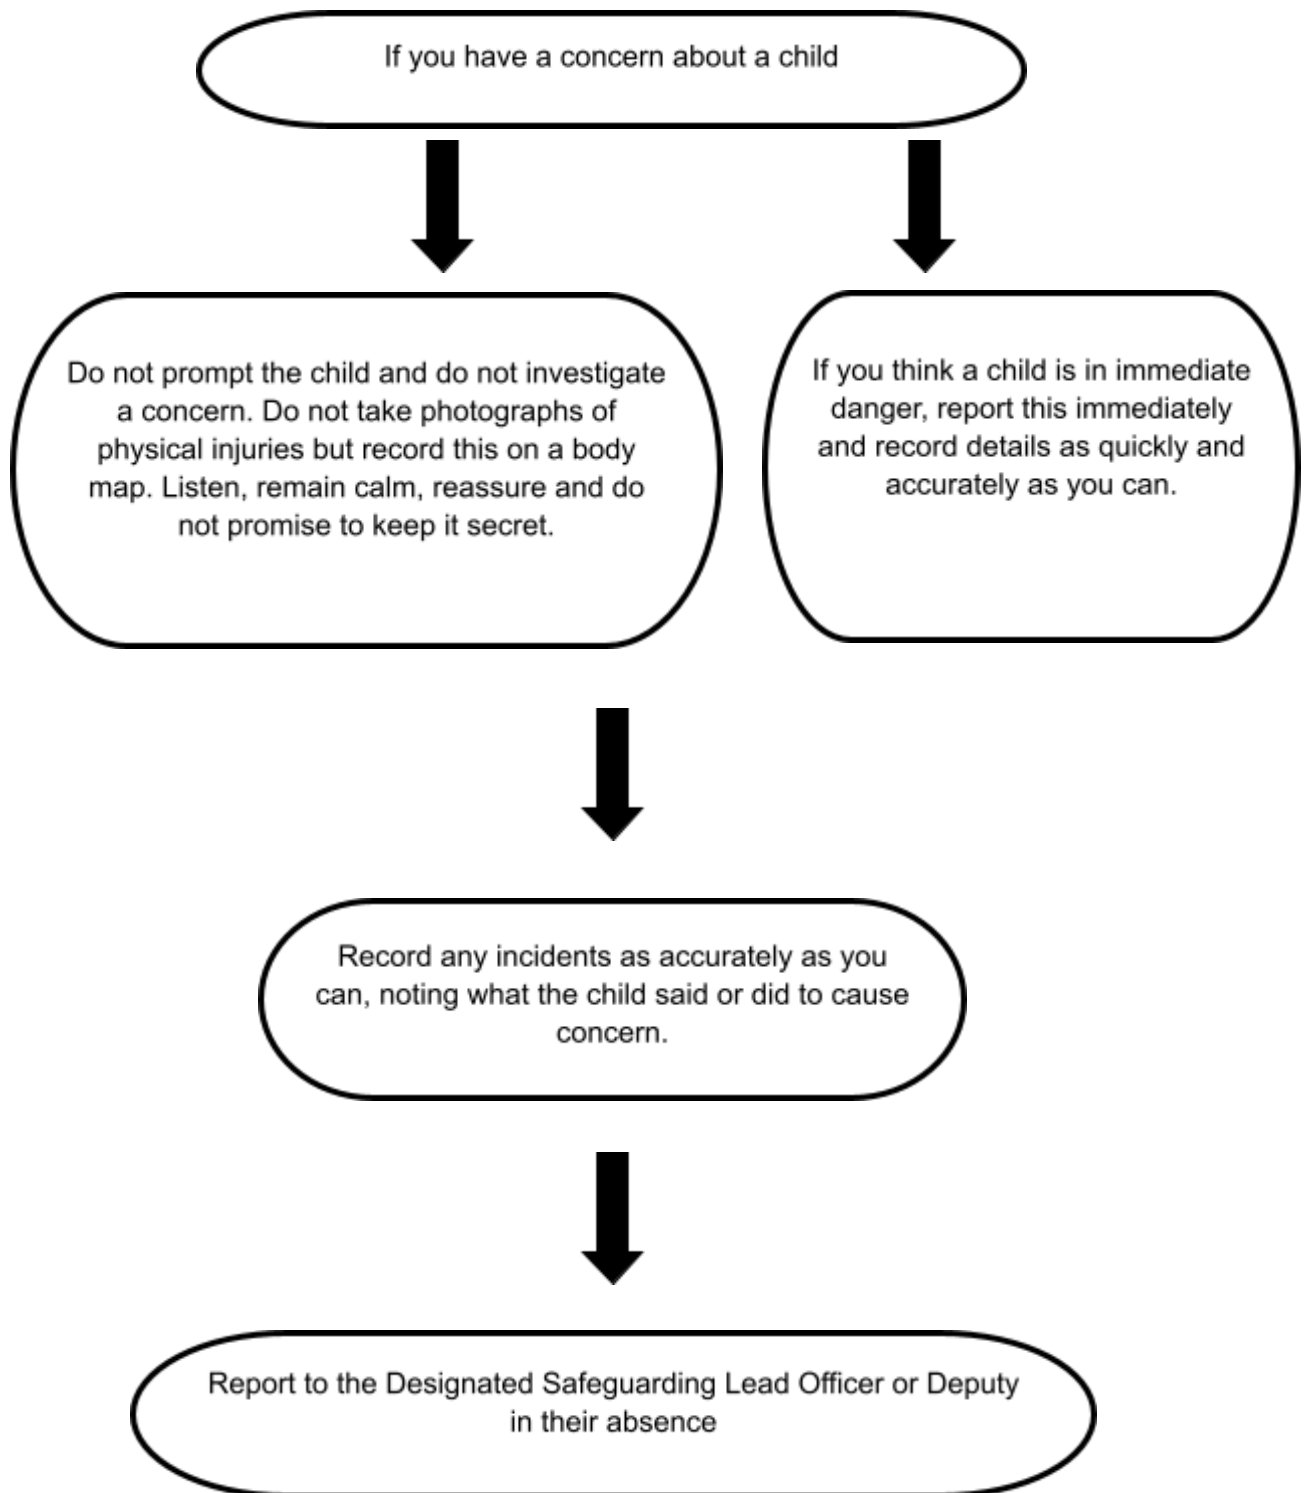 If you have a concern about a child
Do not prompt the child and do not investigate
a concern. Do not take photographs of
physical injuries but record this on a body
map. Listen, remain calm, reassure and do
not promise to keep it secret.
If you think a child is in immediate
danger, report this immediately
and record details as quickly and
accurately as you can.
Record any incidents as accurately as you
can, noting what the child said or did to cause
concern.
Report to the Designated Safeguarding Lead Officer or Deputy
in their absence